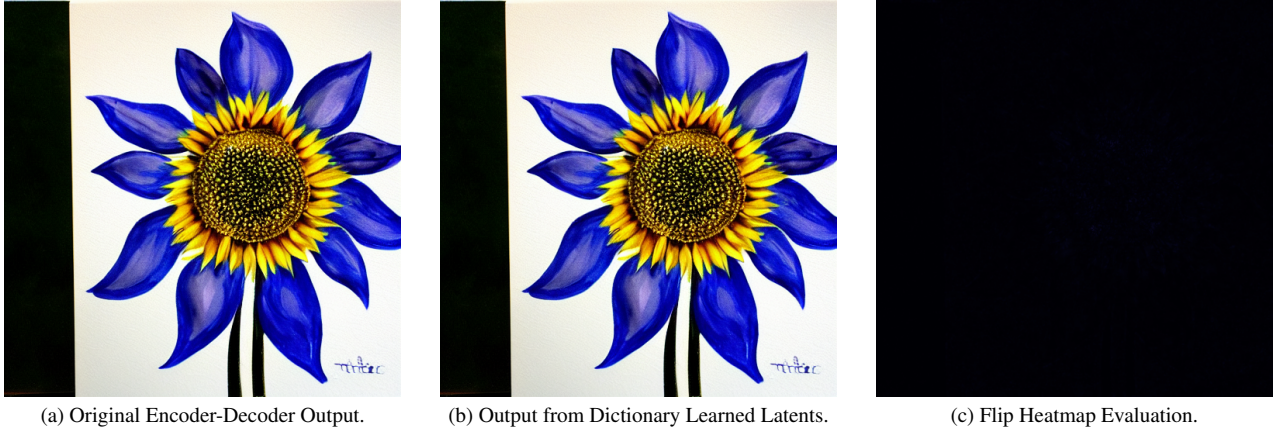 (a) Original Encoder-Decoder Output.
(b) Output from Dictionary Learned Latents.
(c) Flip Heatmap Evaluation.